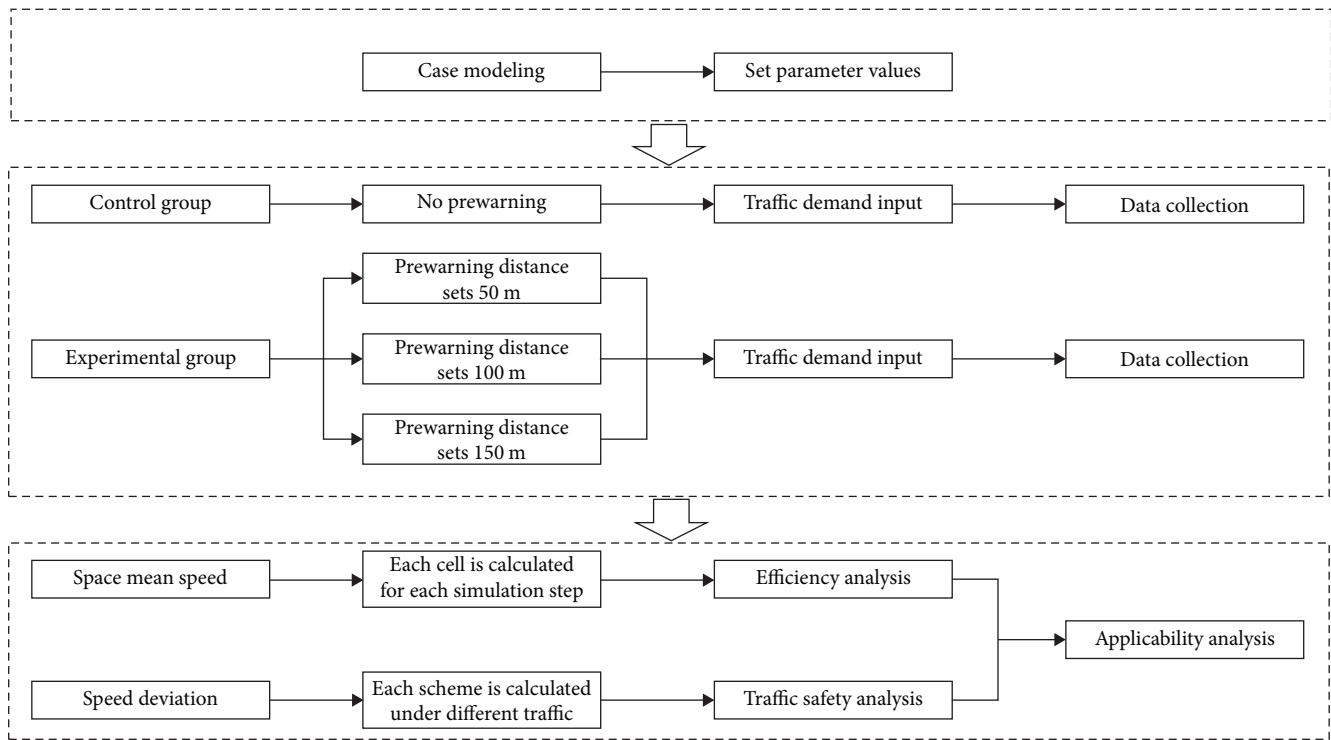 Case modeling
Set parameter values
Control group
No prewarning
Traffic demand input
Data collection
Prewarning distance
sets 50 m
Experimental group
Prewarning distance
sets 100 m
Traffic demand input
Data collection
Prewarning distance
sets 150 m
Space mean speed
Each cell is calculated
for each simulation step
Efficiency analysis
Applicability analysis
Speed deviation
Each scheme is calculated
under different traffic
Traffic safety analysis